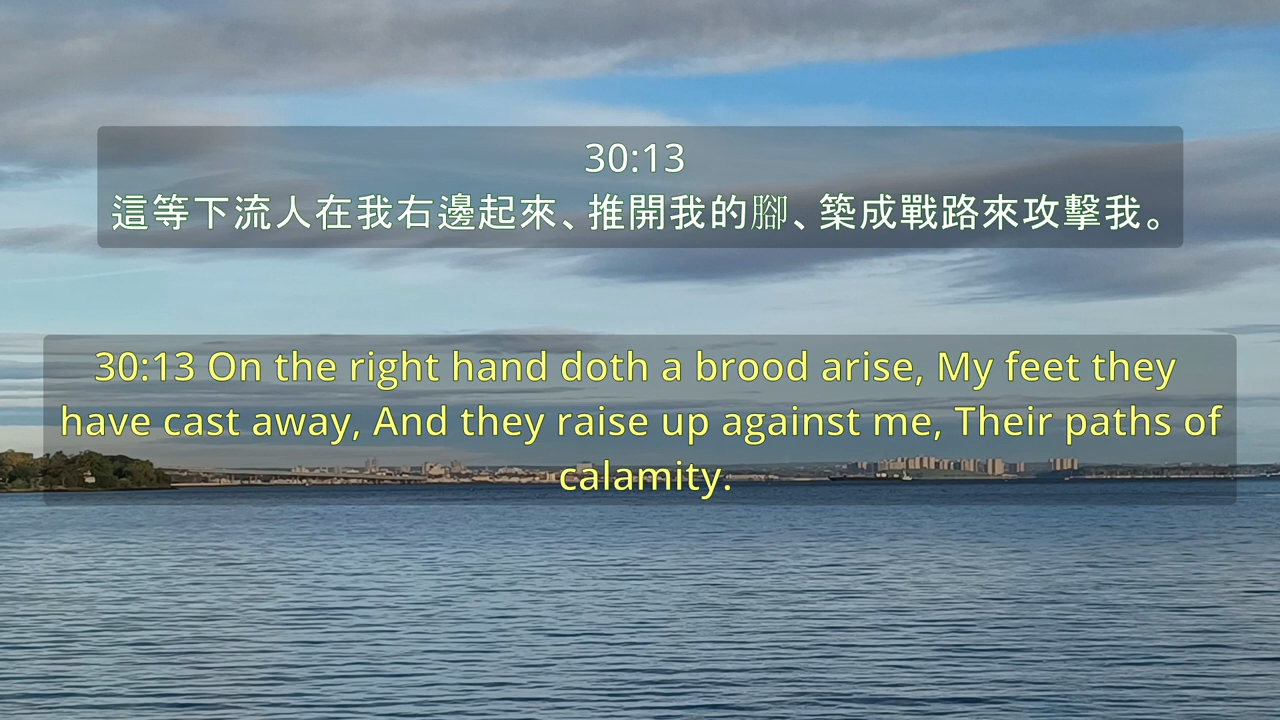 30:13
這等下流人在我右邊起來、推開我的腳、築成戰路來攻擊我。
30:13 On the right hand doth a brood arise, My feet they
have cast away, And they raise up against me, Their paths of
calamity.